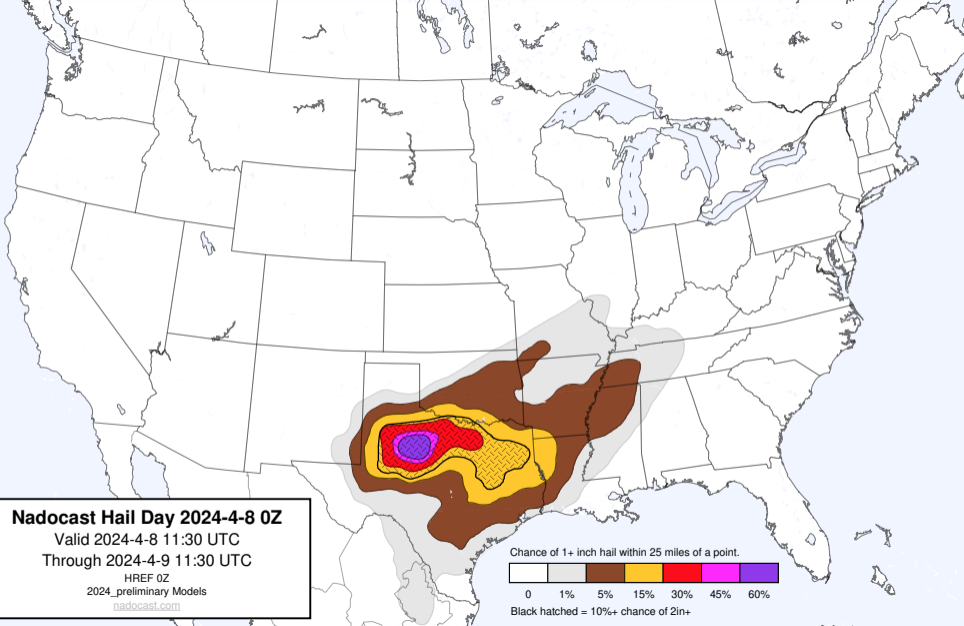 Nadocast Hail Day 2024-4-8 0Z
Valid 2024-4-8 11:30 UTC
Through 2024-4-9 11:30 UTC
HREF 0Z
2024_preliminary Models
nadocast.com
Chance of 1+ inch hail within 25 miles of a point.
0 1% 5% 15% 30% 45% 60%
Black hatched = 10%+ chance of 2in+